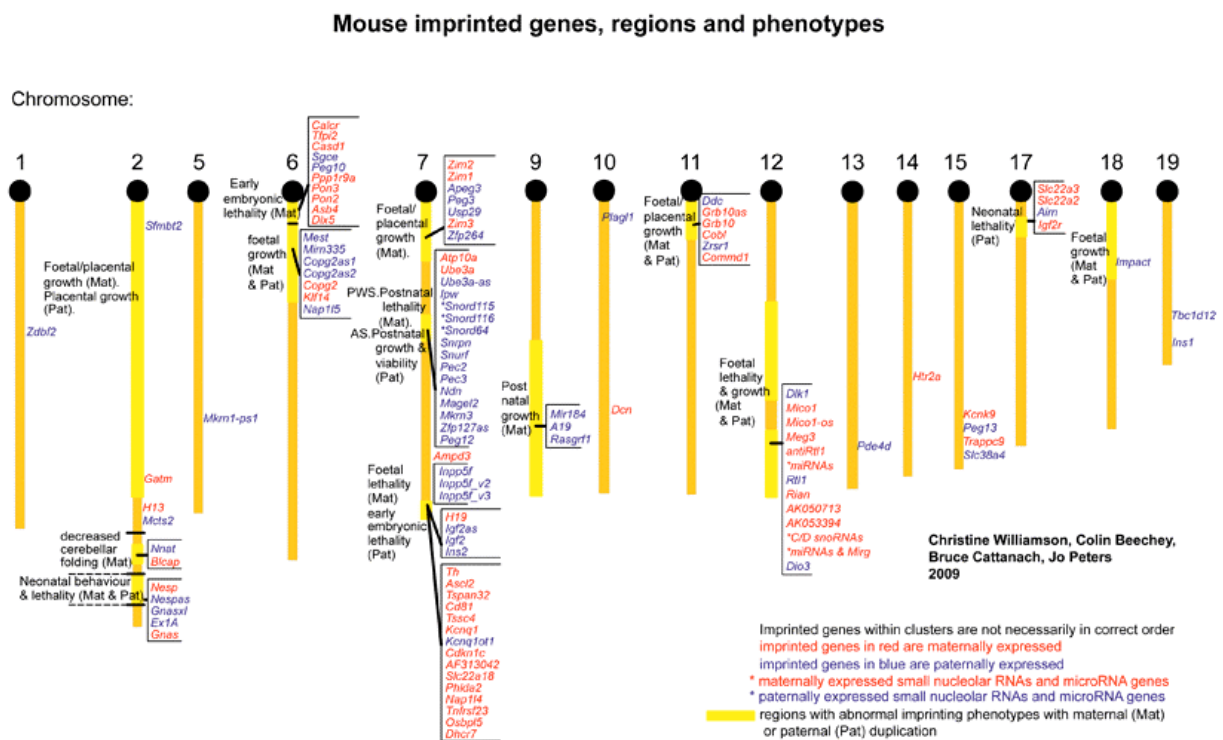 Mouse imprinted genes, regions and phenotypes
Chromosome:
1
2
5
6
7
9
10
11
12
13
14
15
17
18
19
Zdbf2
Sfmbt2
Foetal/placental
growth (Mat).
Placental growth
(Pat).
Gatm
H13
Mcts2
decreased
cerebellar
folding (Mat)
Nnat
Blcap
Neonatal behaviour
& lethality (Mat & Pat)
Nesp
Nespas
Gnasxl
Ex1A
Gnas
Mkrn1-ps1
Early
embryonic
lethality (Mat)
Calcr
Tfpi2
Casd1
Sgce
Peg10
Ppp1r9a
Pon3
Pon2
Asb4
Dlx5
foetal
growth
(Mat
& Pat)
Mest
Mirn335
Copg2as1
Copg2as2
Copg2
Klf14
Nap1l5
Foetal/
placental
growth
(Mat).
Zim2
Zim1
Apeg3
Peg3
Usp29
Zim3
Zfp264
PWS.Postnatal
lethality
(Mat).
AS.Postnatal
growth &
viability
(Pat)
Atp10a
Ube3a
Ube3a-as
Ipw
*Snord115
*Snord116
*Snord64
Snrpn
Snurf
Pec2
Pec3
Ndn
Magel2
Mkrn3
Zfp127as
Peg12
Ampd3
Foetal
lethality
(Mat)
early
embryonic
lethality
(Pat)
Inpp5f
Inpp5f_v2
Inpp5f_v3
H19
Igf2as
Igf2
Ins2
Th
Ascl2
Tspan32
Cd81
Tssc4
Kcnq1
Kcnq1ot1
Cdkn1c
AF313042
Slc22a18
Phlda2
Nap1l4
Tnfrsf23
Osbpl5
Dhcr7
Post
natal
growth
(Mat)
Mir184
A19
Rasgrf1
Plagl1
Dcn
Foetal/
placental
growth
(Mat
& Pat)
Ddc
Grb10as
Grb10
Cobl
Zrsr1
Commd1
Foetal
lethality
& growth
(Mat
& Pat)
Dlk1
Mico1
Mico1-os
Meg3
antiRtl1
*miRNAs
Rtl1
Rian
AK050713
AK053394
*C/D snoRNAs
*miRNAs & Mirg
Dio3
Pde4d
Htr2a
Kcnk9
Peg13
Trappc9
Slc38a4
Neonatal
lethality
(Pat)
Slc22a3
Slc22a2
Airn
Igf2r
Foetal
growth
(Mat
& Pat)
Impact
Tbc1d12
Ins1
Christine Williamson, Colin Beechey,
Bruce Cattanach, Jo Peters
2009
Imprinted genes within clusters are not necessarily in correct order
imprinted genes in red are maternally expressed
imprinted genes in blue are paternally expressed
* maternally expressed small nucleolar RNAs and microRNA genes
* paternally expressed small nucleolar RNAs and microRNA genes
regions with abnormal imprinting phenotypes with maternal (Mat)
or paternal (Pat) duplication